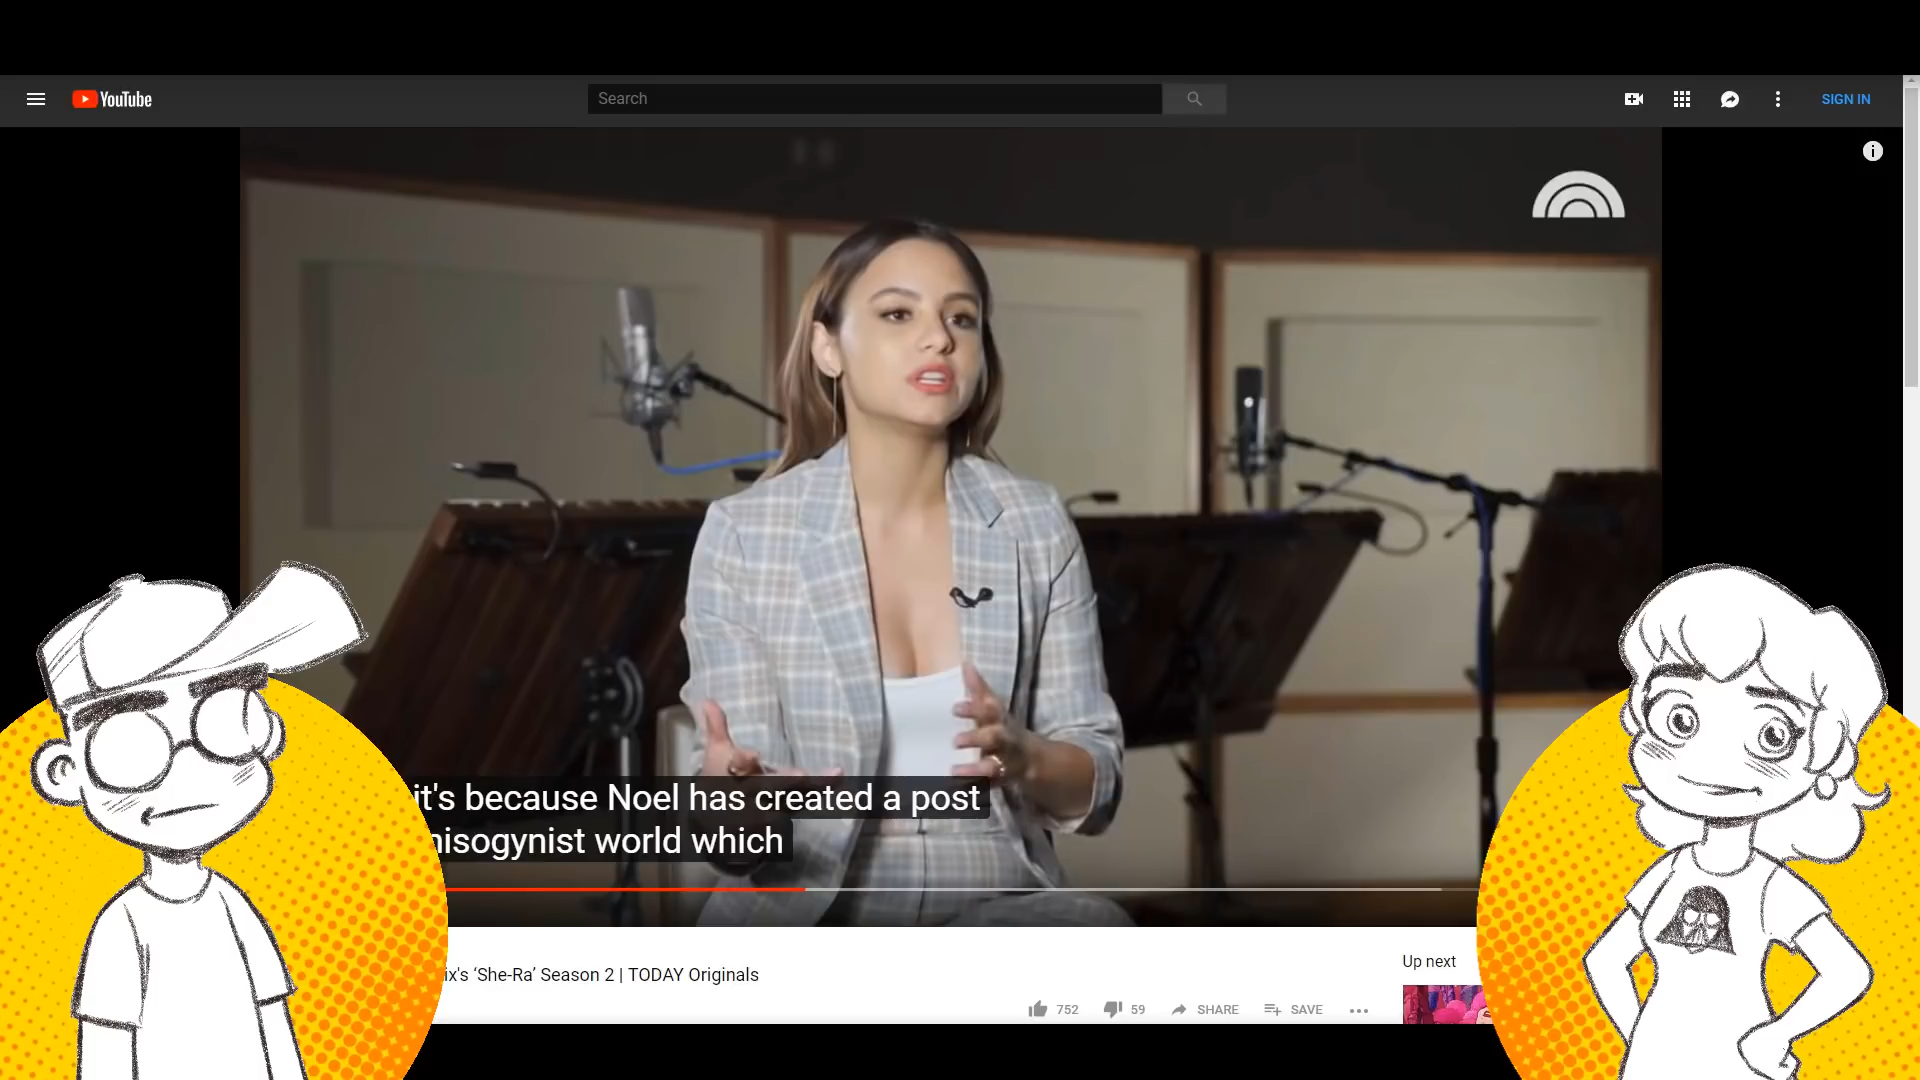 YouTube
Search
SIGN IN
it's because Noel has created a post
misogynist world which
ix's ‘She-Ra’ Season 2 | TODAY Originals
Up next
752
59
SHARE
SAVE